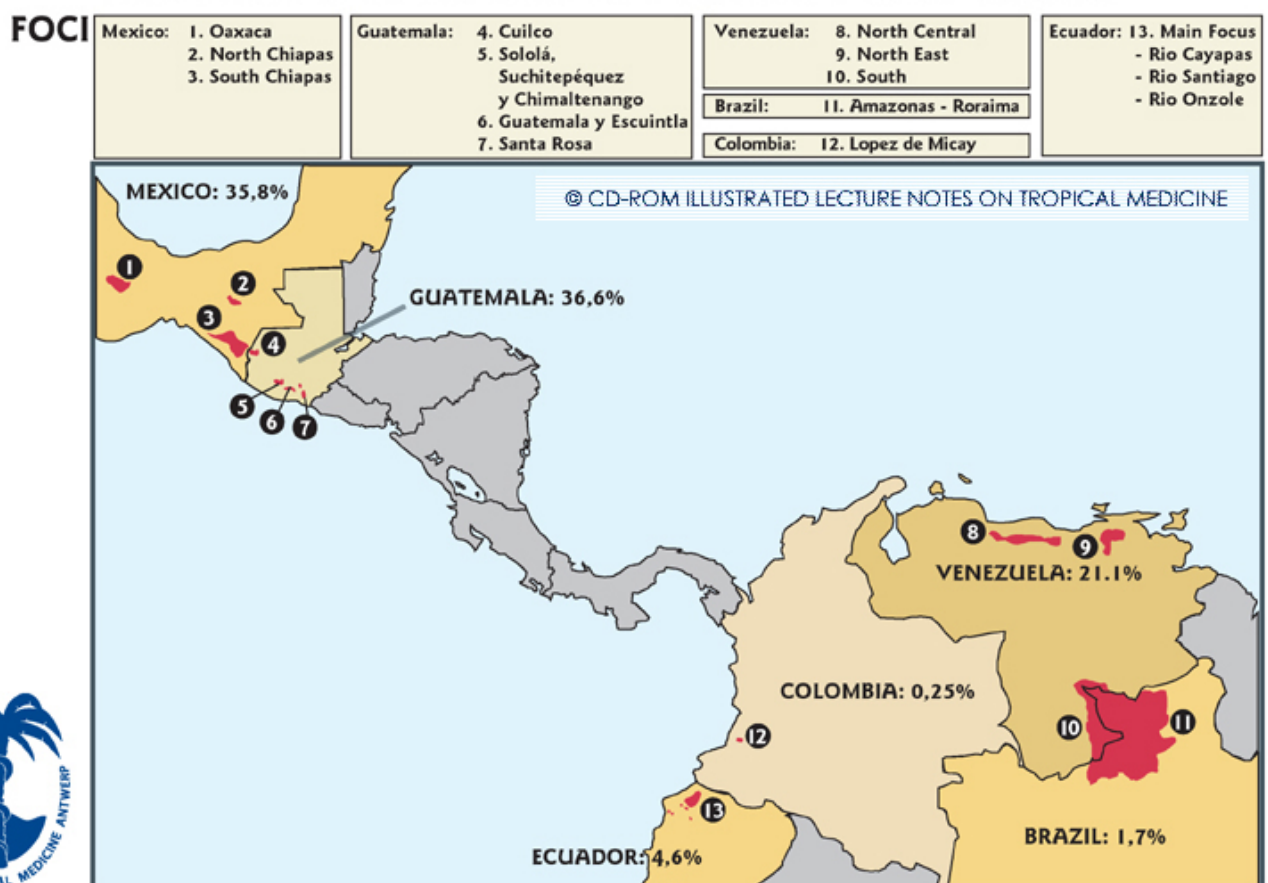 FOCI
Mexico: 1. Oaxaca
2. North Chiapas
3. South Chiapas
Guatemala: 4. Cuilco
5. Sololá,
Suchitepéquez
y Chimaltenango
6. Guatemala y Escuintla
7. Santa Rosa
Venezuela: 8. North Central
9. North East
10. South
Brazil: 11. Amazonas - Roraima
Colombia: 12. Lopez de Micay
Ecuador: 13. Main Focus
- Rio Cayapas
- Rio Santiago
- Rio Onzole
MEXICO: 35,8%
© CD-ROM ILLUSTRATED LECTURE NOTES ON TROPICAL MEDICINE
1
2
GUATEMALA: 36,6%
3
4
5
6
7
8
9
VENEZUELA: 21.1%
COLOMBIA: 0,25%
10
11
12
13
BRAZIL: 1,7%
ECUADOR: 4,6%
MEDICINE ANTWERP